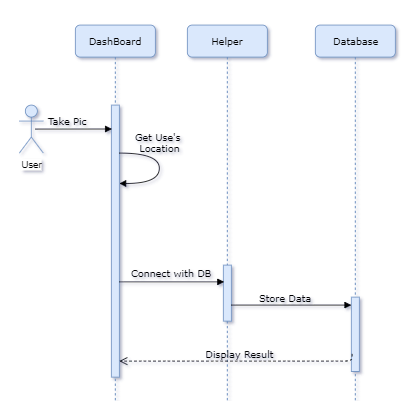 DashBoard
Helper
Database
Take Pic
User
Get Use's
Location
Connect with DB
Store Data
Display Result